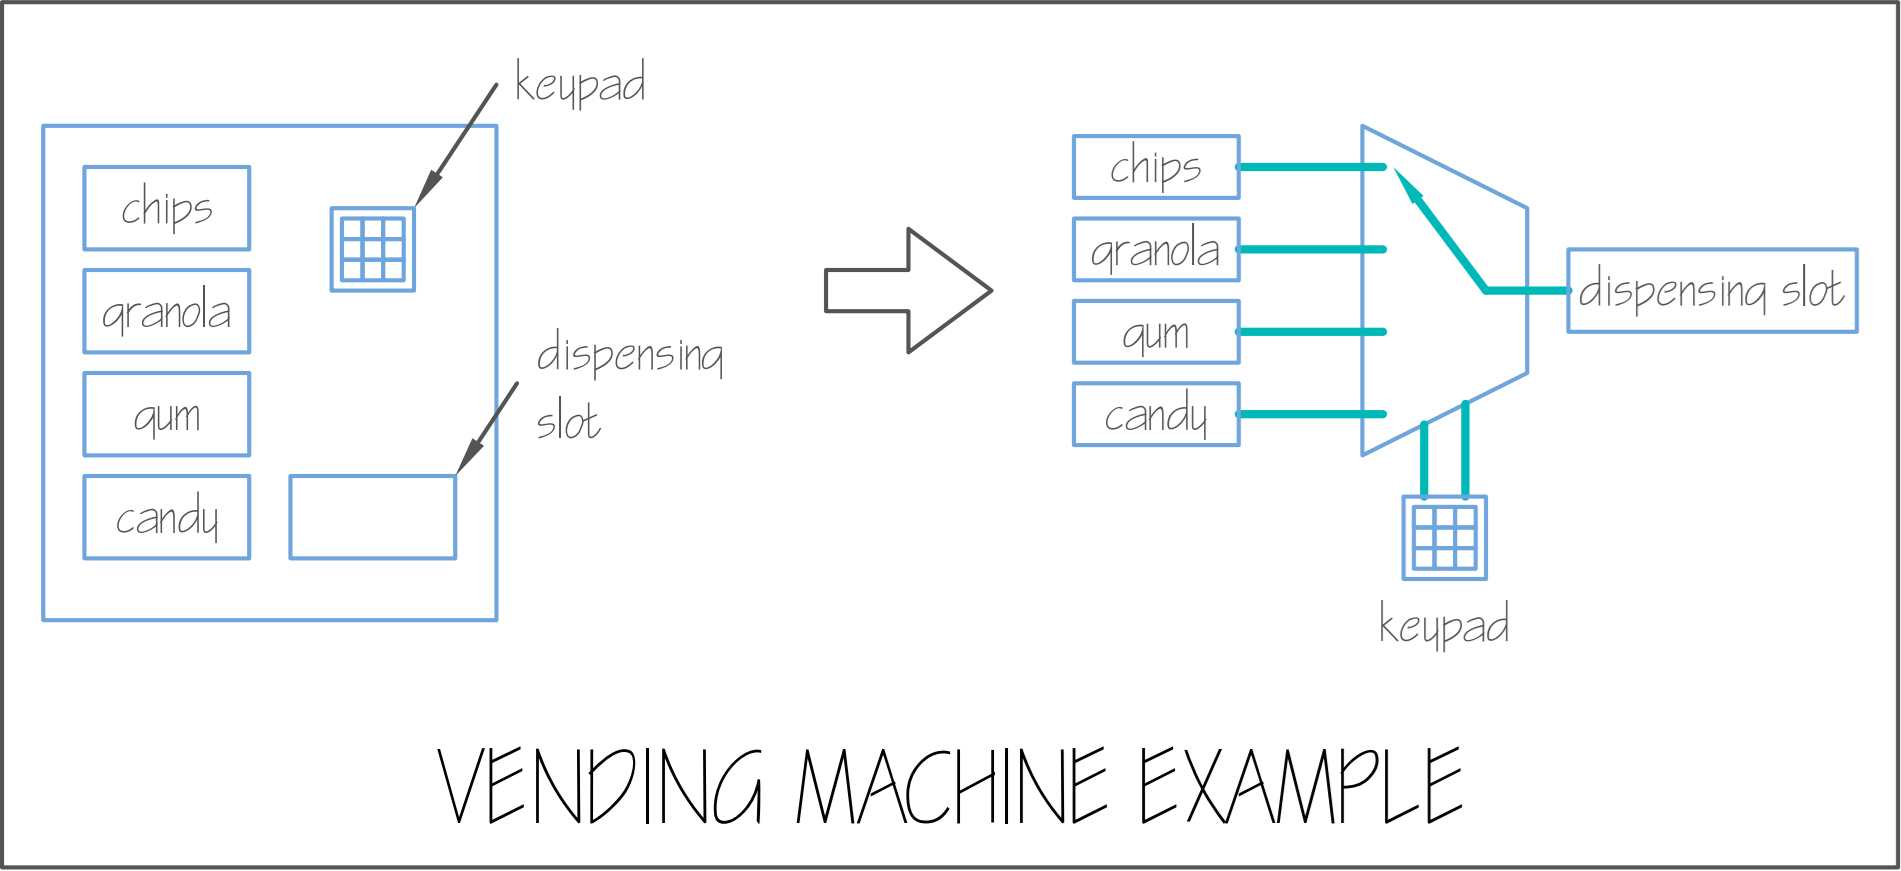 keypad
chips
granola
gum
candy
dispensing
slot
chips
granola
gum
candy
dispensing slot
keypad
VENDING MACHINE EXAMPLE